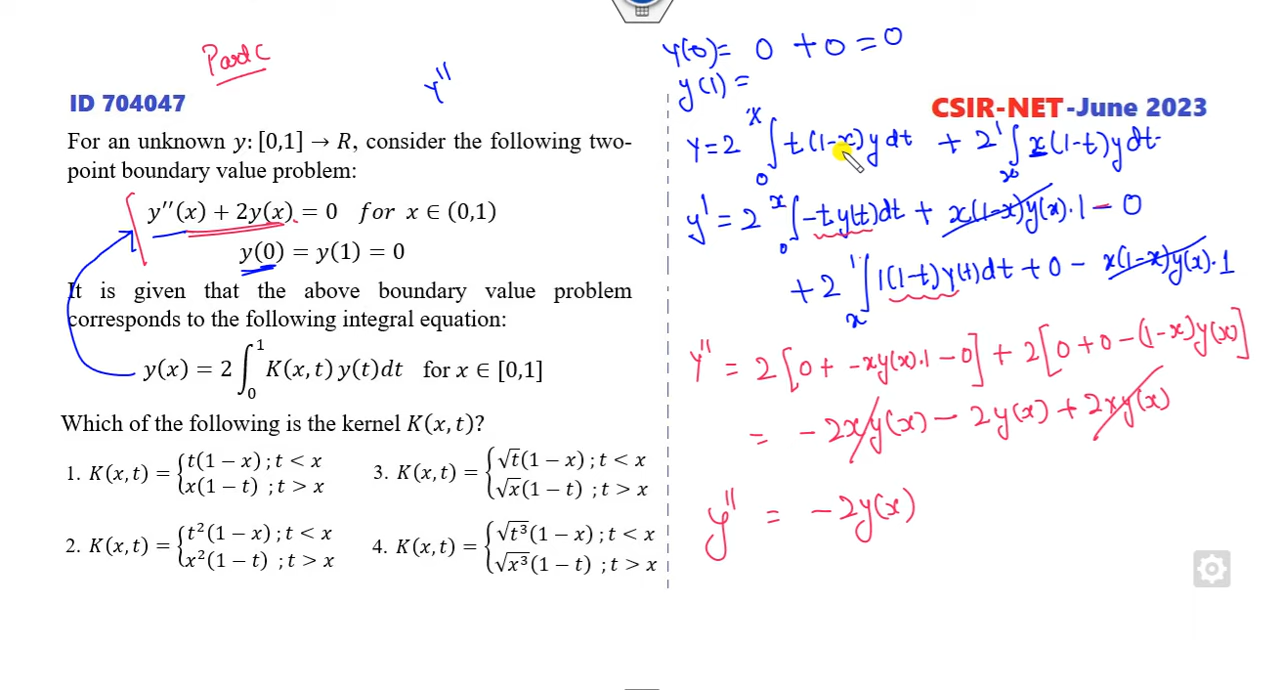 Part C
y''
ID 704047
For an unknown y: [0,1] → R, consider the following two-
point boundary value problem:
y′′(x) + 2y(x) = 0 for x ∈ (0,1)
y(0) = y(1) = 0
It is given that the above boundary value problem
corresponds to the following integral equation:
y(x) = 2 ∫₀¹ K(x, t) y(t)dt for x ∈ [0,1]
Which of the following is the kernel K(x, t)?
1. K(x, t) = { t(1 − x) ; t < x
x(1 − t) ; t > x
2. K(x, t) = { t²(1 − x) ; t < x
x²(1 − t) ; t > x
3. K(x, t) = { √t(1 − x) ; t < x
√x(1 − t) ; t > x
4. K(x, t) = { √t³(1 − x) ; t < x
√x³(1 − t) ; t > x
y(0) = 0 + 0 = 0
y(1) =
CSIR-NET-June 2023
y = 2 ∫₀ˣ t(1-x)y dt + 2 ∫ₓ¹ x(1-t)y dt
y' = 2 ∫₀ˣ -t y(t)dt + x(1-x)y(x).1 - 0
+ 2 ∫ₓ¹ 1(1-t)y(t)dt + 0 - x(1-x)y(x).1
y'' = 2[0 + -xy(x).1 - 0] + 2[0+0-(1-x)y(x)]
= -2xy(x) - 2y(x) + 2xy(x)
y'' = -2y(x)